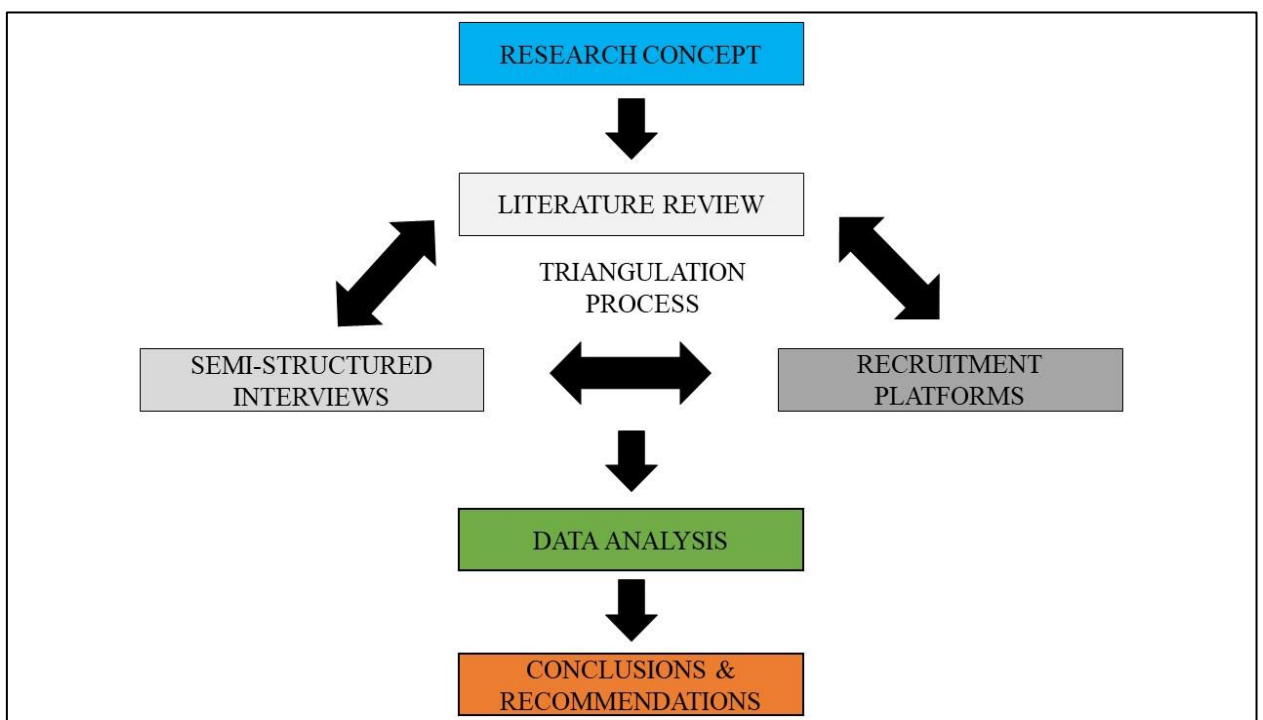 RESEARCH CONCEPT
LITERATURE REVIEW
TRIANGULATION
PROCESS
SEMI-STRUCTURED
INTERVIEWS
RECRUITMENT
PLATFORMS
DATA ANALYSIS
CONCLUSIONS &
RECOMMENDATIONS